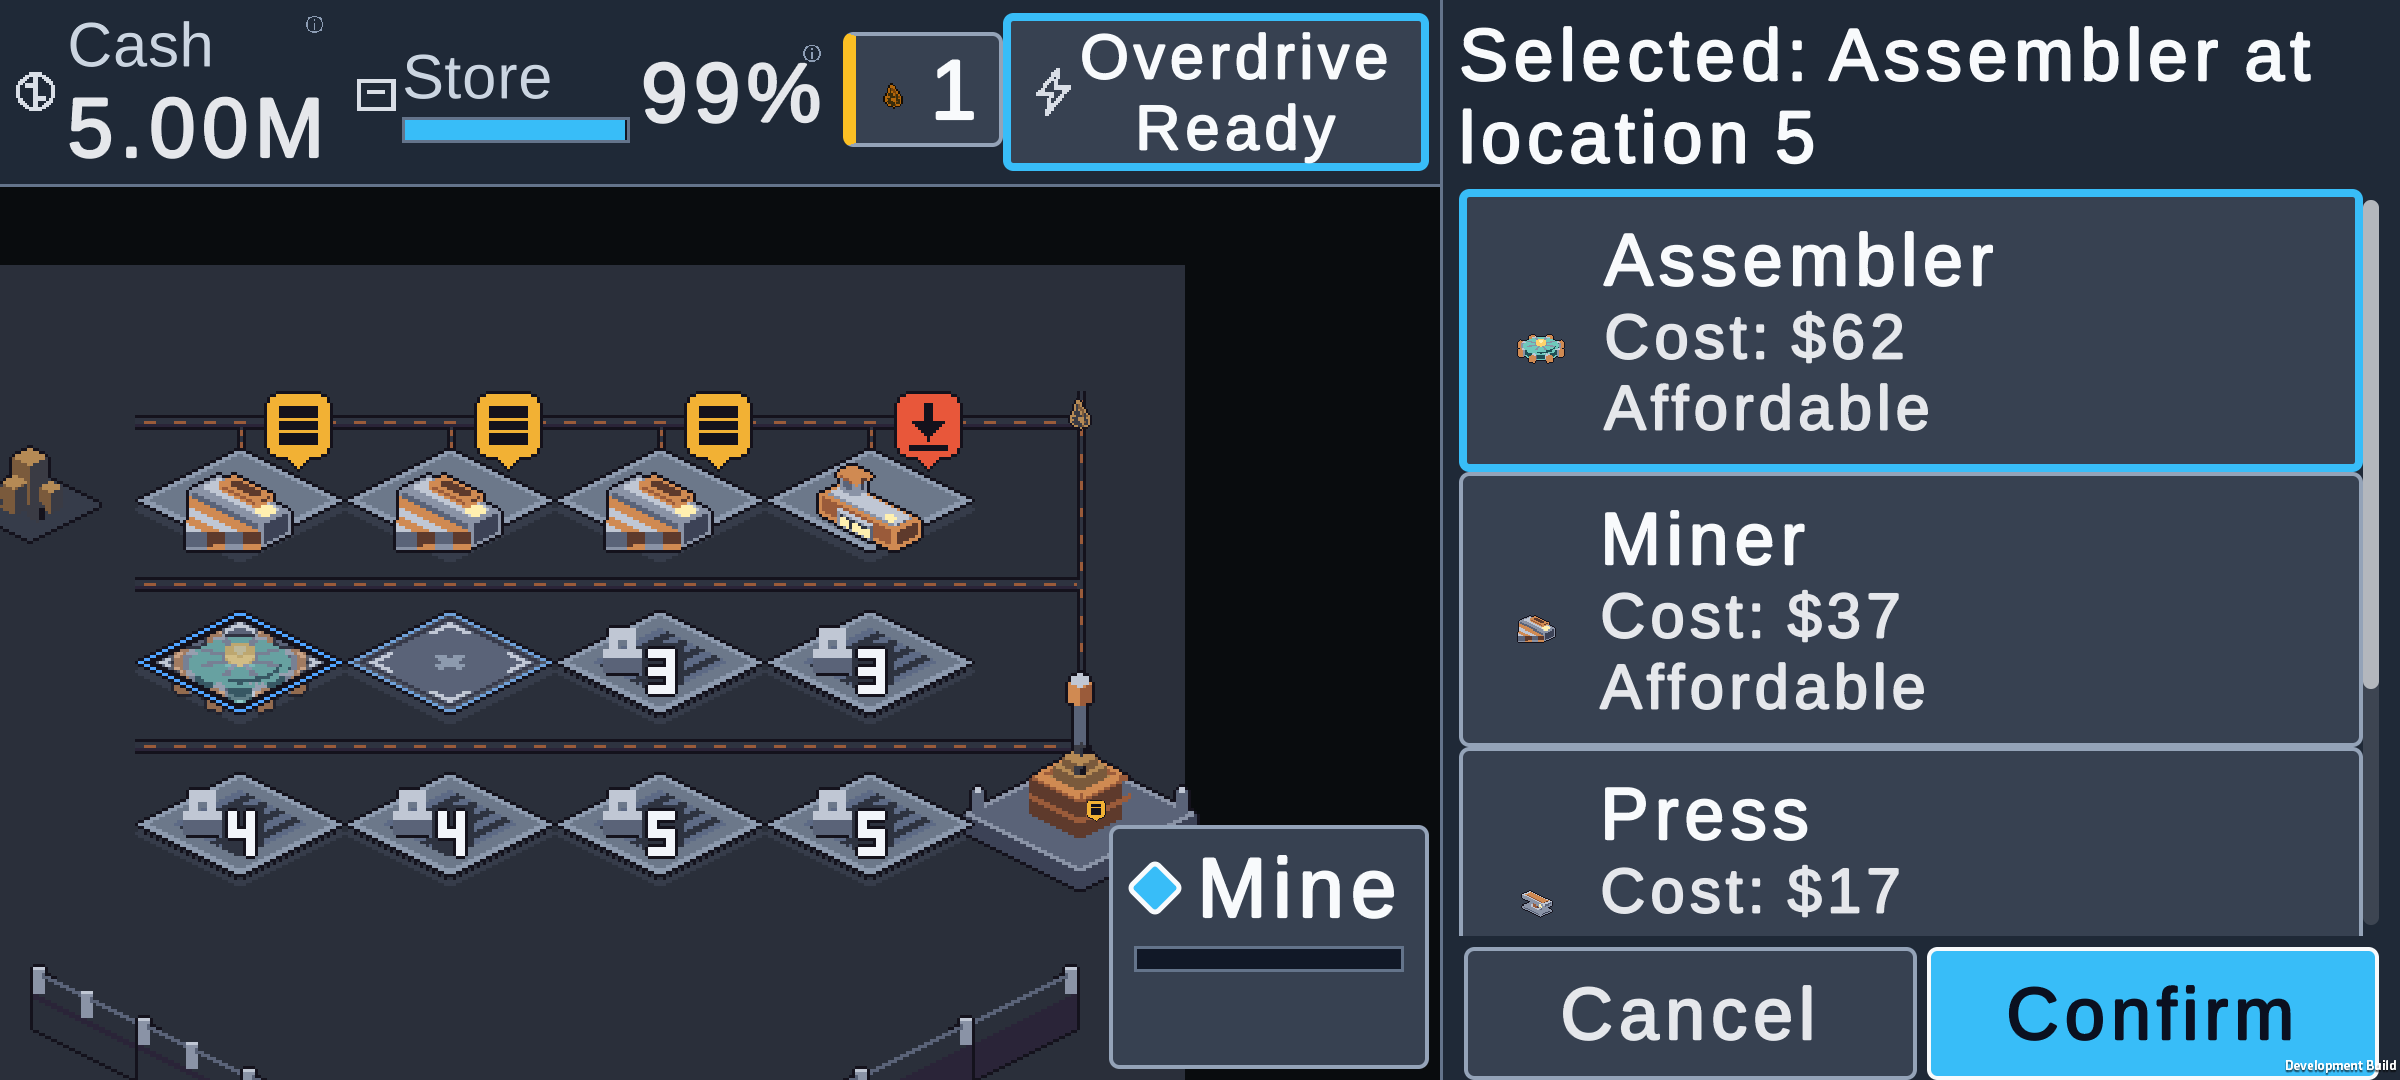 Cash
5.00M
Store
99%
1
Overdrive
Ready
3
3
4
4
5
5
Mine
Selected: Assembler at
location 5
Assembler
Cost: $62
Affordable
Miner
Cost: $37
Affordable
Press
Cost: $17
Cancel
Confirm
Development Build